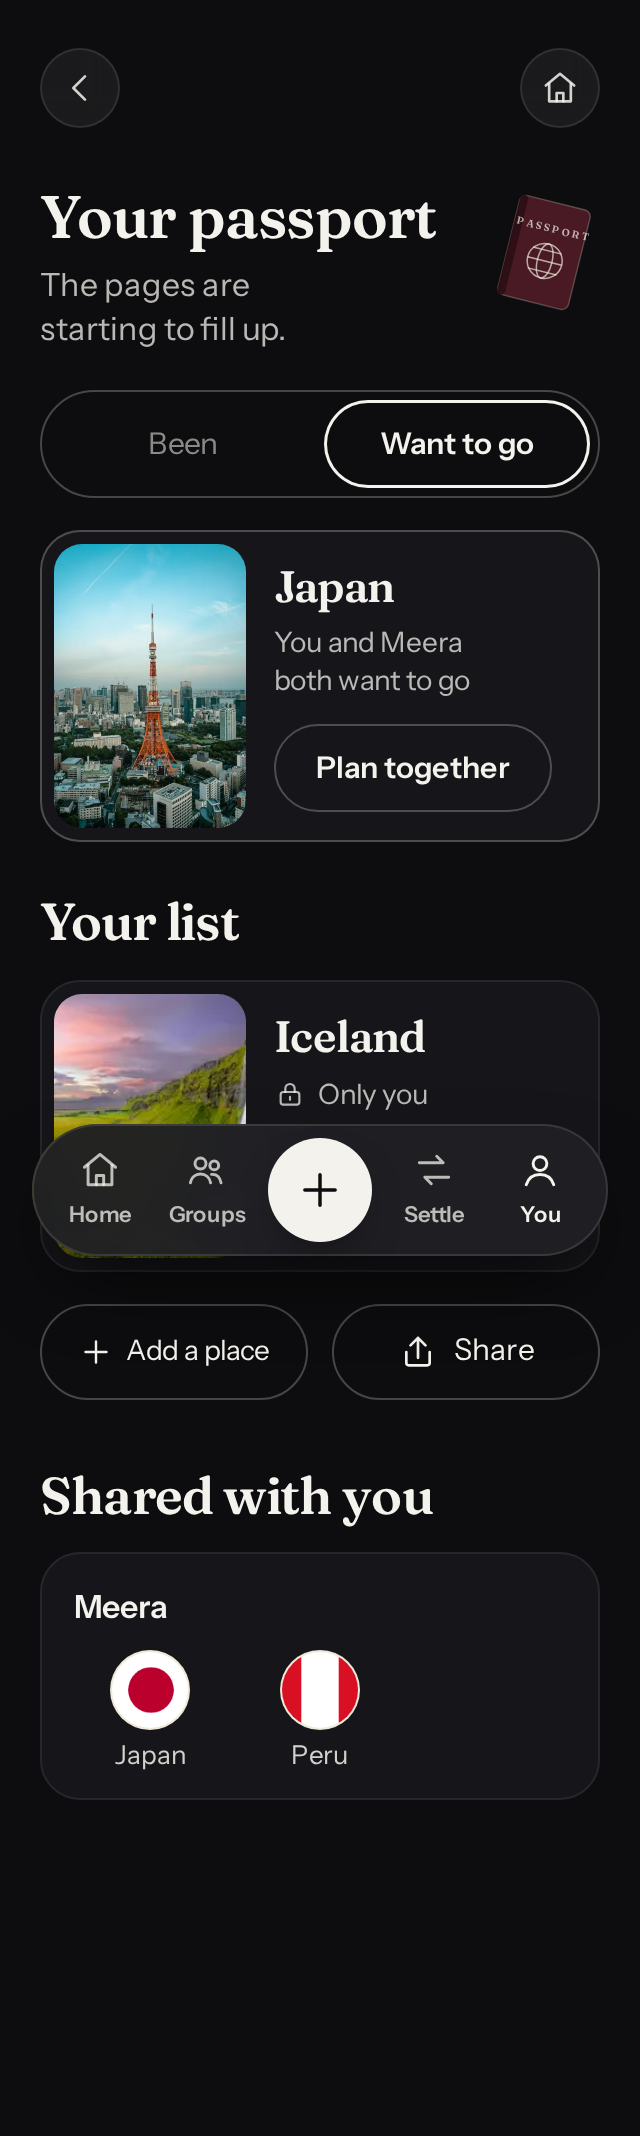 Your passport
PASSPORT
The pages are
starting to fill up.
Been
Want to go
Japan
You and Meera
both want to go
Plan together
Your list
Iceland
Only you
Home
Groups
Settle
You
Add a place
Share
Shared with you
Meera
Japan
Peru